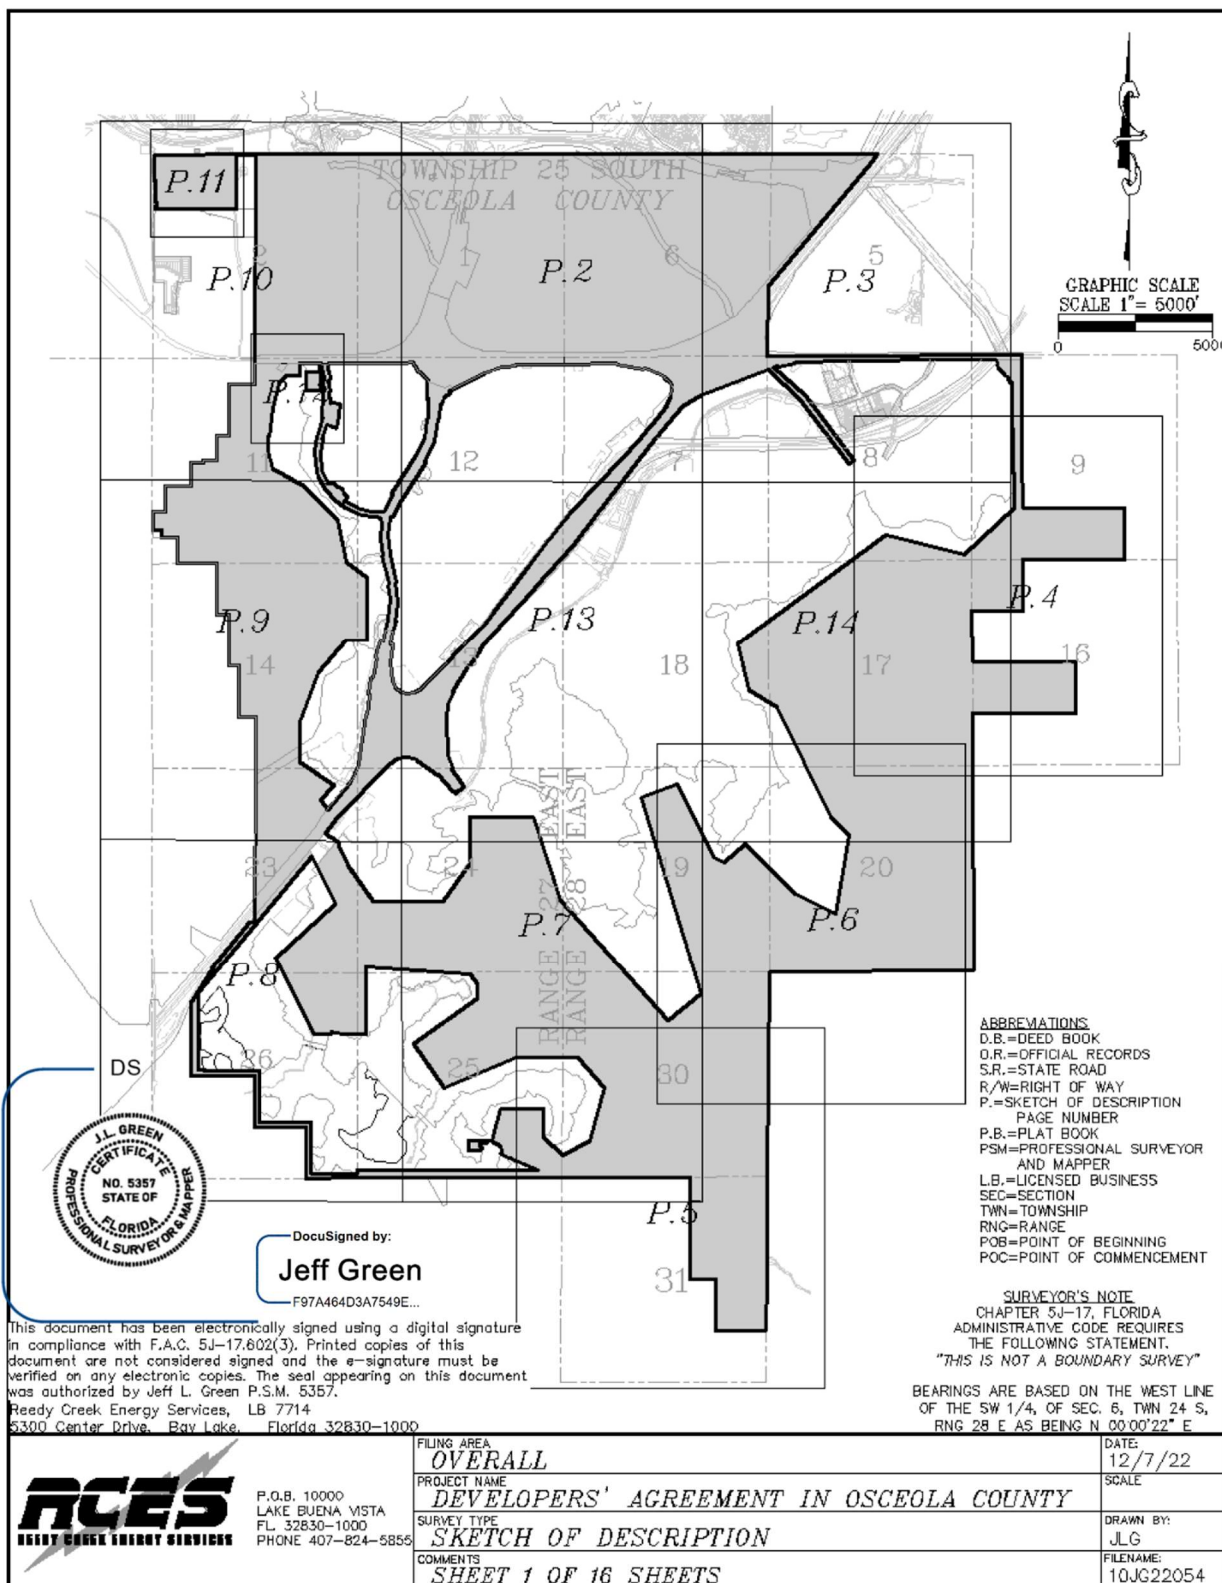 TOWNSHIP 25 SOUTH
OSCEOLA COUNTY
P.11
2
1
6
5
P.10
P.2
P.3
GRAPHIC SCALE
SCALE 1"= 5000'
0
5000
P.12
11
12
7
8
9
P.9
P.13
P.14
P.4
14
13
18
17
16
RANGE 27 EAST
RANGE 28 EAST
23
24
19
20
P.7
P.6
P.8
26
25
30
P.5
31
ABBREVIATIONS
D.B.=DEED BOOK
O.R.=OFFICIAL RECORDS
S.R.=STATE ROAD
R/W=RIGHT OF WAY
P.=SKETCH OF DESCRIPTION
PAGE NUMBER
P.B.=PLAT BOOK
PSM=PROFESSIONAL SURVEYOR
AND MAPPER
L.B.=LICENSED BUSINESS
SEC=SECTION
TWN=TOWNSHIP
RNG=RANGE
POB=POINT OF BEGINNING
POC=POINT OF COMMENCEMENT
SURVEYOR'S NOTE
CHAPTER 5J-17, FLORIDA
ADMINISTRATIVE CODE REQUIRES
THE FOLLOWING STATEMENT.
"THIS IS NOT A BOUNDARY SURVEY"
BEARINGS ARE BASED ON THE WEST LINE
OF THE SW 1/4, OF SEC. 6, TWN 24 S,
RNG 28 E AS BEING N 00°00'22" E
DS
J.L. GREEN
CERTIFICATE
NO. 5357
STATE OF
FLORIDA
PROFESSIONAL SURVEYOR & MAPPER
DocuSigned by:
Jeff Green
F97A464D3A7549E...
This document has been electronically signed using a digital signature
in compliance with F.A.C. 5J-17.602(3). Printed copies of this
document are not considered signed and the e-signature must be
verified on any electronic copies. The seal appearing on this document
was authorized by Jeff L. Green P.S.M. 5357.
Reedy Creek Energy Services, LB 7714
5300 Center Drive, Bay Lake, Florida 32830-1000
RCES
REEDY CREEK ENERGY SERVICES
P.O.B. 10000
LAKE BUENA VISTA
FL. 32830-1000
PHONE 407-824-5855
FILING AREA
OVERALL
PROJECT NAME
DEVELOPERS' AGREEMENT IN OSCEOLA COUNTY
SURVEY TYPE
SKETCH OF DESCRIPTION
COMMENTS
SHEET 1 OF 16 SHEETS
DATE:
12/7/22
SCALE
DRAWN BY:
JLG
FILENAME:
10JG22054